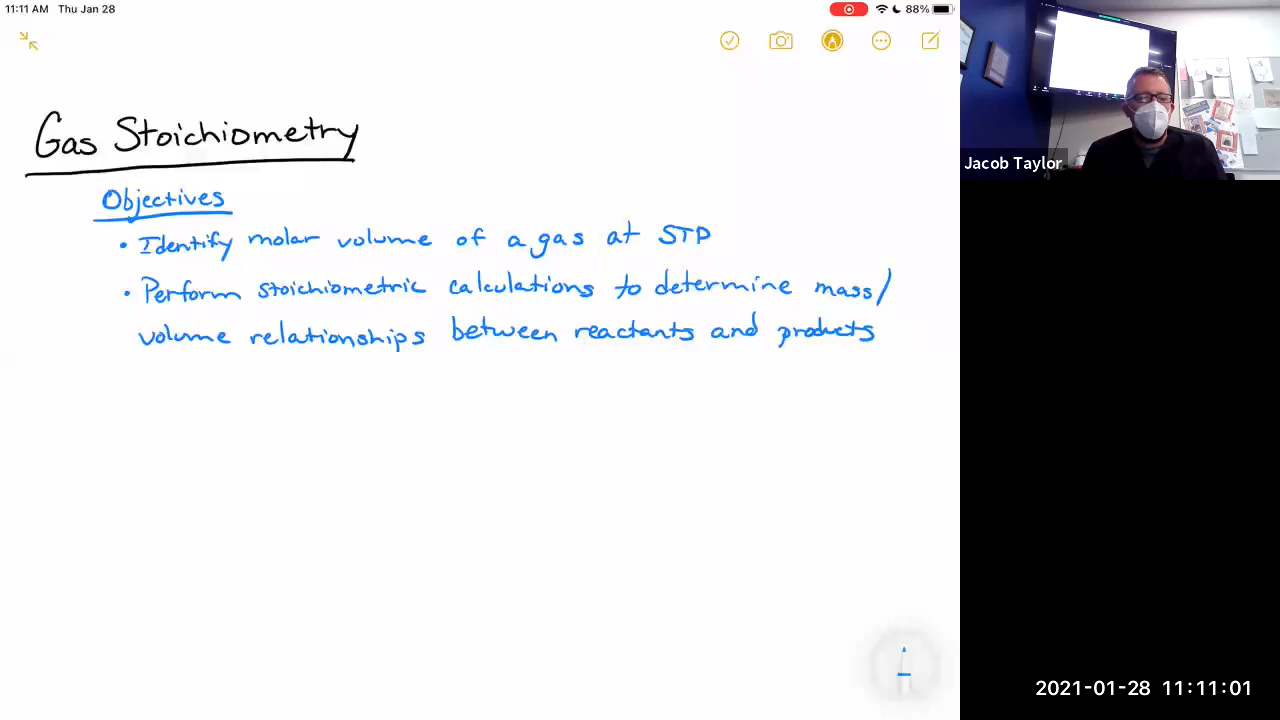 11:11 AM Thu Jan 28
88%
Gas Stoichiometry
Objectives
• Identify molar volume of a gas at STP
• Perform stoichiometric calculations to determine mass/
volume relationships between reactants and products
Jacob Taylor
2021-01-28 11:11:01